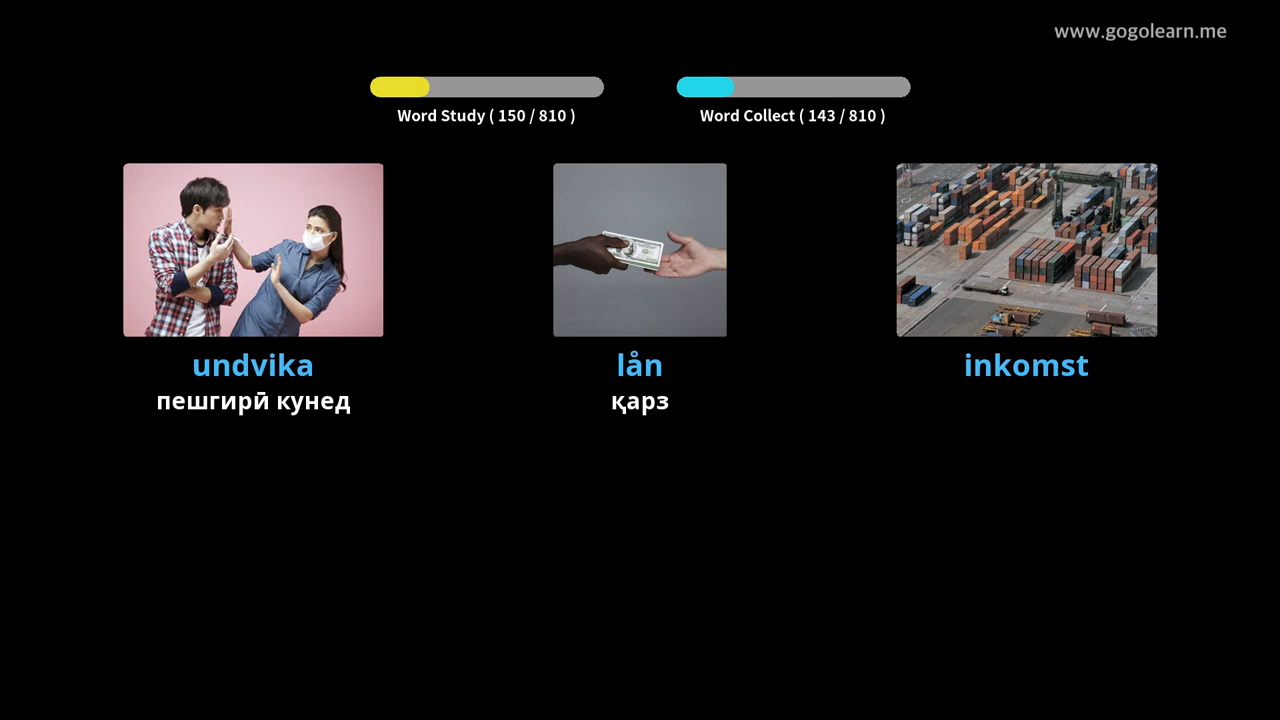 www.gogolearn.me
Word Study ( 150 / 810 )
Word Collect ( 143 / 810 )
undvika
lån
inkomst
пешгирӣ кунед
қарз